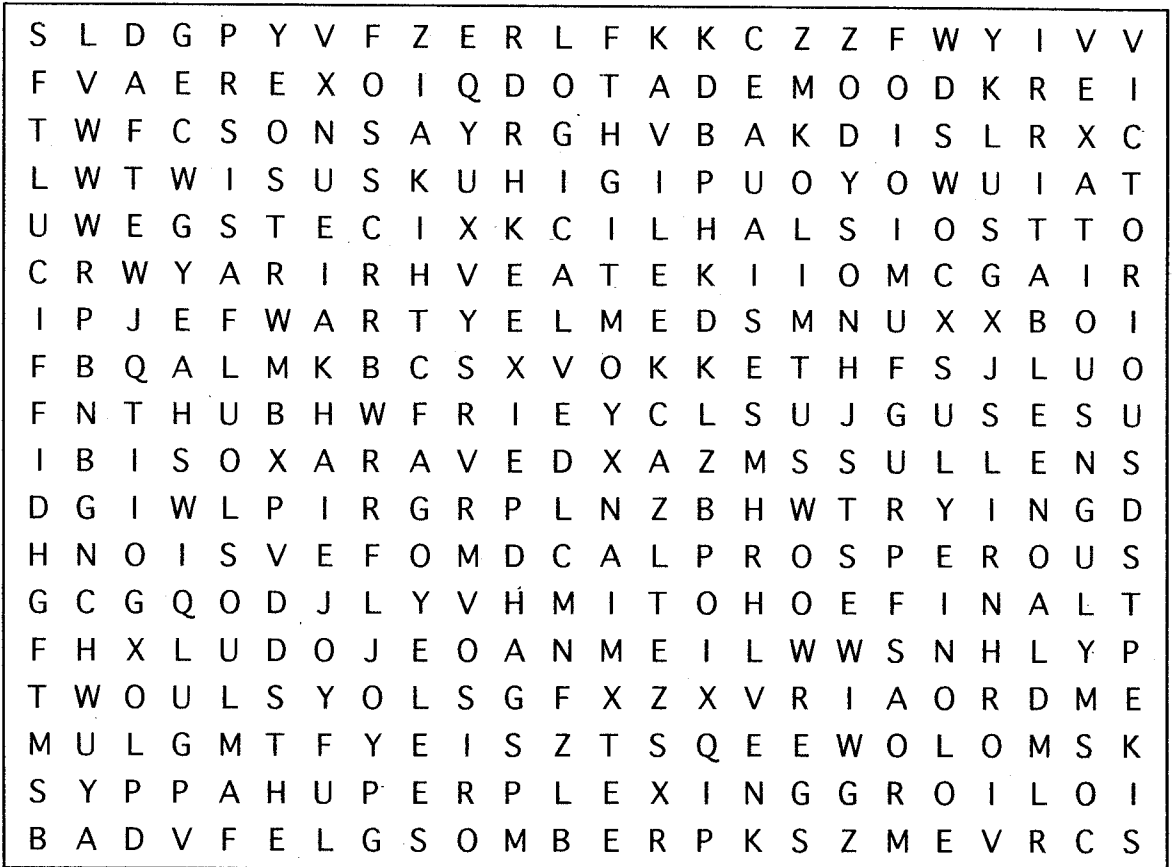 S L D G P Y V F Z E R L F K K C Z Z F W Y I V V
F V A E R E X O I Q D O T A D E M O O D K R E I
T W F C S O N S A Y R G H V B A K D I S L R X C
L W T W I S U S K U H I G I P U O Y O W U I A T
U W E G S T E C I X K C I L H A L S I O S T T O
C R W Y A R I R H V E A T E K I I O M C G A I R
I P J E F W A R T Y E L M E D S M N U X X B O I
F B Q A L M K B C S X V O K K E T H F S J L U O
F N T H U B H W F R I E Y C L S U J G U S E S U
I B I S O X A R A V E D X A Z M S S U L L E N S
D G I W L P I R G R P L N Z B H W T R Y I N G D
H N O I S V E F O M D C A L P R O S P E R O U S
G C G Q O D J L Y V H M I T O H O E F I N A L T
F H X L U D O J E O A N M E I L W W S N H L Y P
T W O U L S Y O L S G F X Z X V R I A O R D M E
M U L G M T F Y E I S Z T S Q E E W O L O M S K
S Y P P A H U P E R P L E X I N G G R O I L O I
B A D V F E L G S O M B E R P K S Z M E V R C S